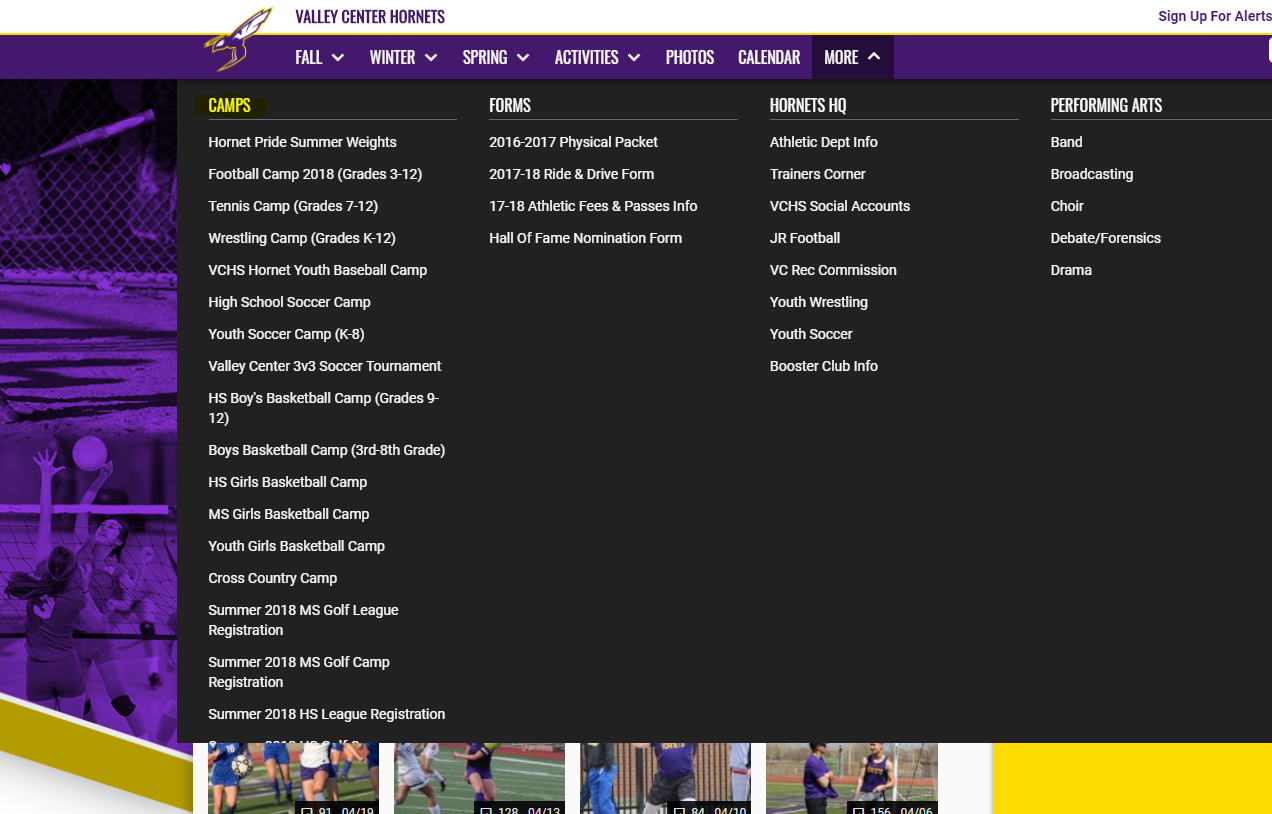 VALLEY CENTER HORNETS
Sign Up For Alerts
FALL
WINTER
SPRING
ACTIVITIES
PHOTOS
CALENDAR
MORE
CAMPS
Hornet Pride Summer Weights
Football Camp 2018 (Grades 3-12)
Tennis Camp (Grades 7-12)
Wrestling Camp (Grades K-12)
VCHS Hornet Youth Baseball Camp
High School Soccer Camp
Youth Soccer Camp (K-8)
Valley Center 3v3 Soccer Tournament
HS Boy's Basketball Camp (Grades 9-
12)
Boys Basketball Camp (3rd-8th Grade)
HS Girls Basketball Camp
MS Girls Basketball Camp
Youth Girls Basketball Camp
Cross Country Camp
Summer 2018 MS Golf League
Registration
Summer 2018 MS Golf Camp
Registration
Summer 2018 HS League Registration
FORMS
2016-2017 Physical Packet
2017-18 Ride & Drive Form
17-18 Athletic Fees & Passes Info
Hall Of Fame Nomination Form
HORNETS HQ
Athletic Dept Info
Trainers Corner
VCHS Social Accounts
JR Football
VC Rec Commission
Youth Wrestling
Youth Soccer
Booster Club Info
PERFORMING ARTS
Band
Broadcasting
Choir
Debate/Forensics
Drama
3
16
91 04/19
128 04/13
84 04/10
156 04/06